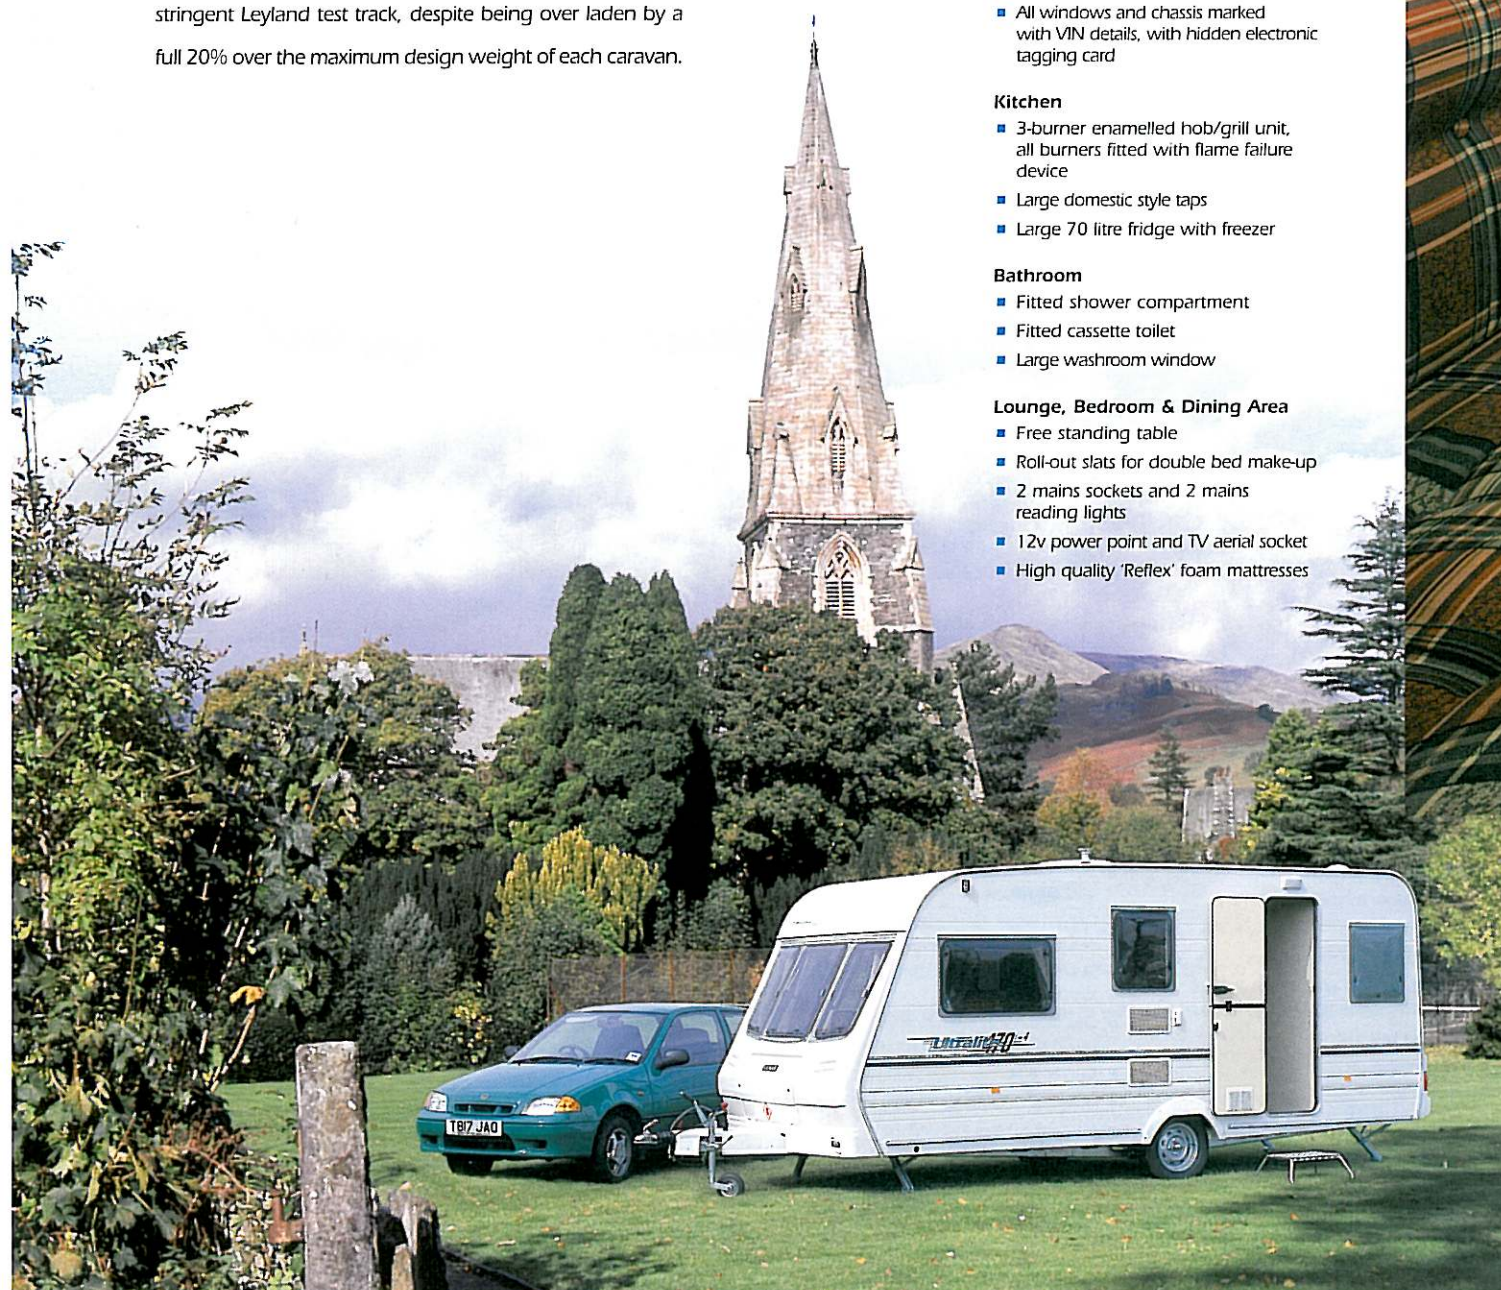 stringent Leyland test track, despite being over laden by a
full 20% over the maximum design weight of each caravan.
All windows and chassis marked
with VIN details, with hidden electronic
tagging card
Kitchen
3-burner enamelled hob/grill unit,
all burners fitted with flame failure
device
Large domestic style taps
Large 70 litre fridge with freezer
Bathroom
Fitted shower compartment
Fitted cassette toilet
Large washroom window
Lounge, Bedroom & Dining Area
Free standing table
Roll-out slats for double bed make-up
2 mains sockets and 2 mains
reading lights
12v power point and TV aerial socket
High quality ‘Reflex’ foam mattresses
Ultralite 470
T817 JAO